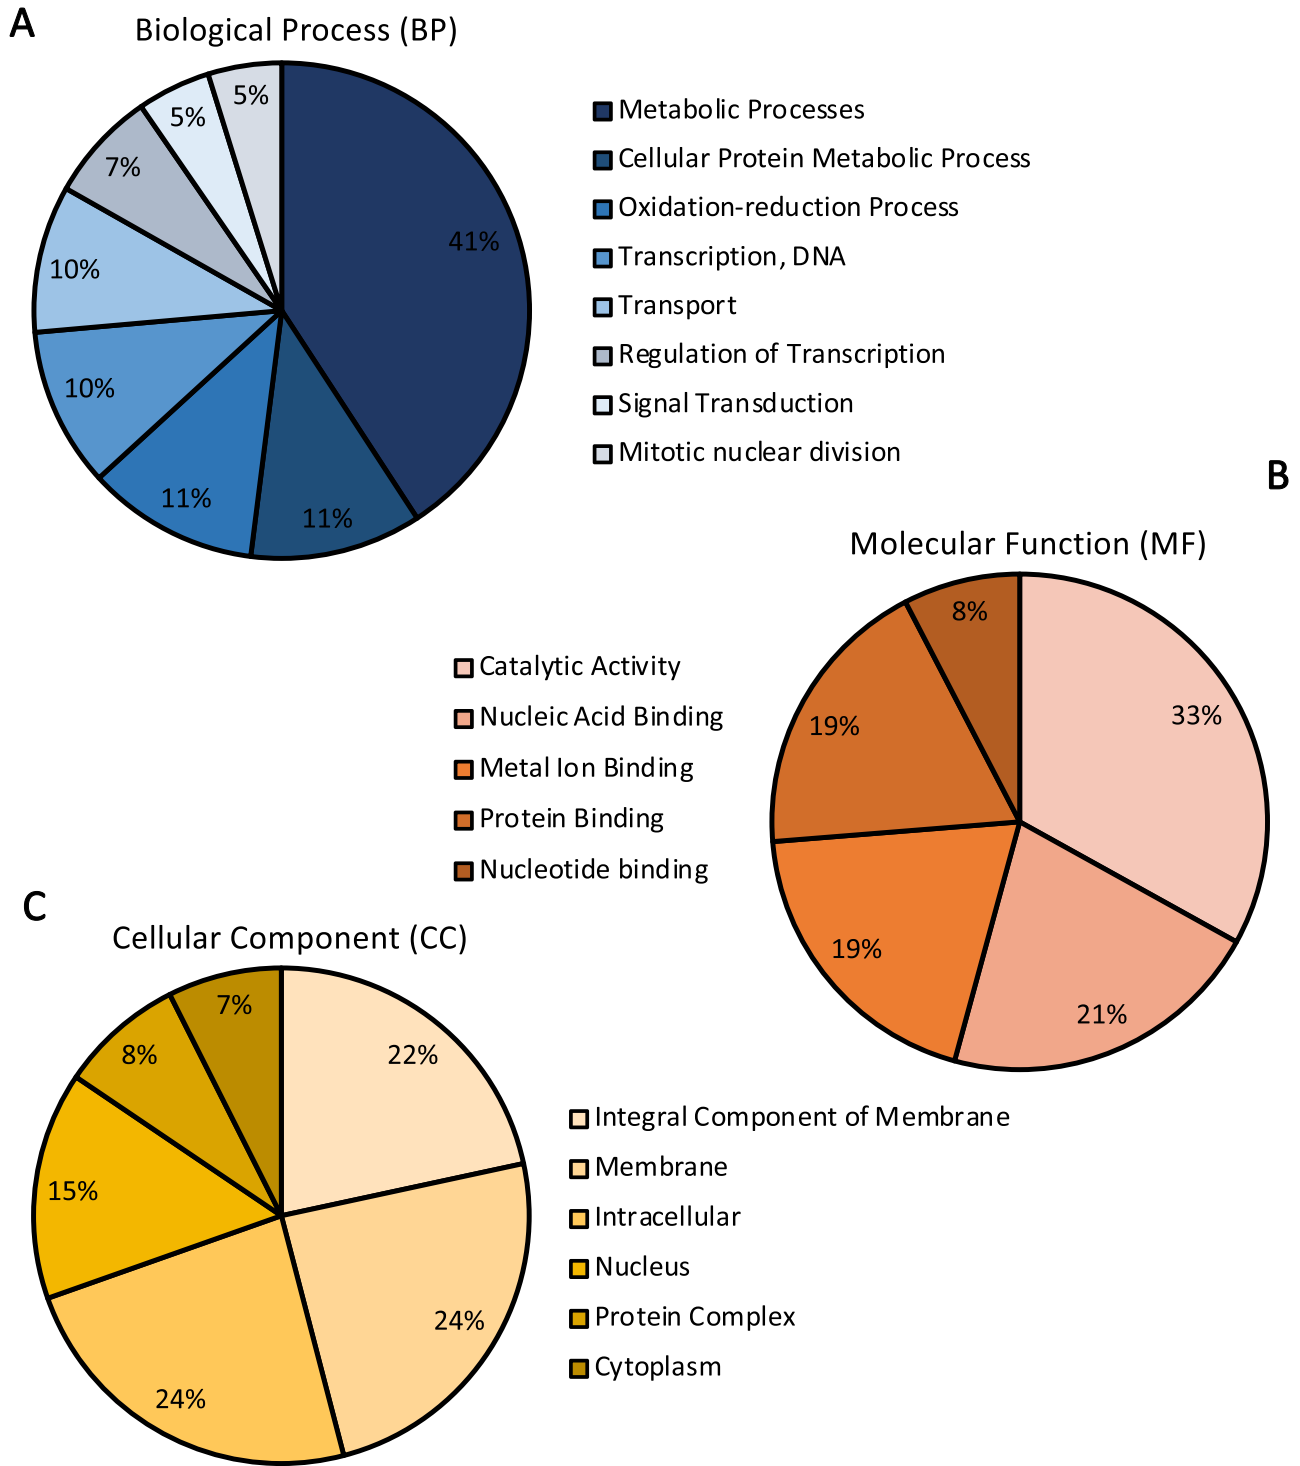 A
Biological Process (BP)
5%
5%
7%
41%
10%
10%
11%
11%
Metabolic Processes
Cellular Protein Metabolic Process
Oxidation-reduction Process
Transcription, DNA
Transport
Regulation of Transcription
Signal Transduction
Mitotic nuclear division
B
Molecular Function (MF)
8%
33%
19%
19%
21%
Catalytic Activity
Nucleic Acid Binding
Metal Ion Binding
Protein Binding
Nucleotide binding
C
Cellular Component (CC)
7%
22%
8%
15%
24%
24%
Integral Component of Membrane
Membrane
Intracellular
Nucleus
Protein Complex
Cytoplasm